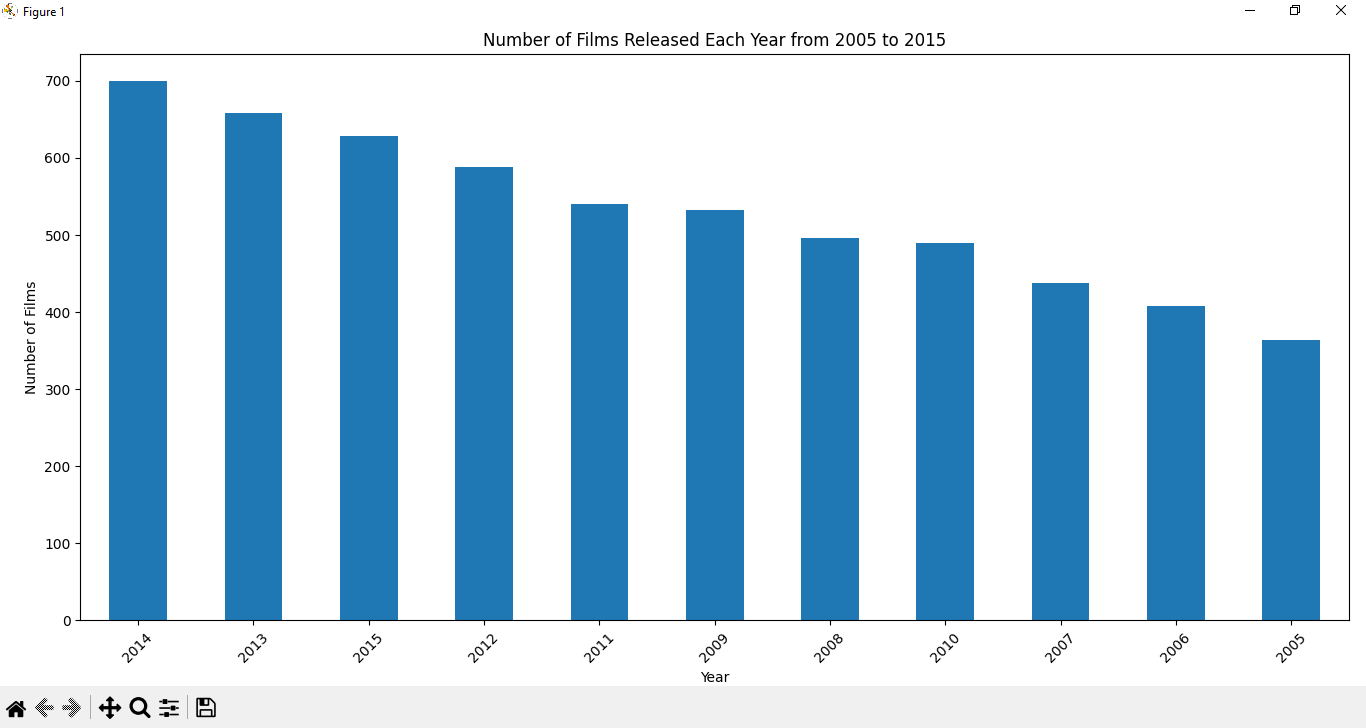 Figure 1
Number of Films Released Each Year from 2005 to 2015
Number of Films
700
600
500
400
300
200
100
0
2014 2013 2015 2012 2011 2009 2008 2010 2007 2006 2005
Year